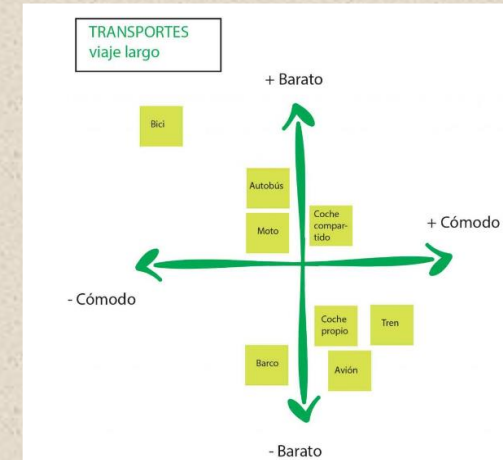 TRANSPORTES
viaje largo
+ Barato
Bici
Autobús
Moto
Coche
compar-
tido
+ Cómodo
- Cómodo
Coche
propio
Tren
Barco
Avión
- Barato